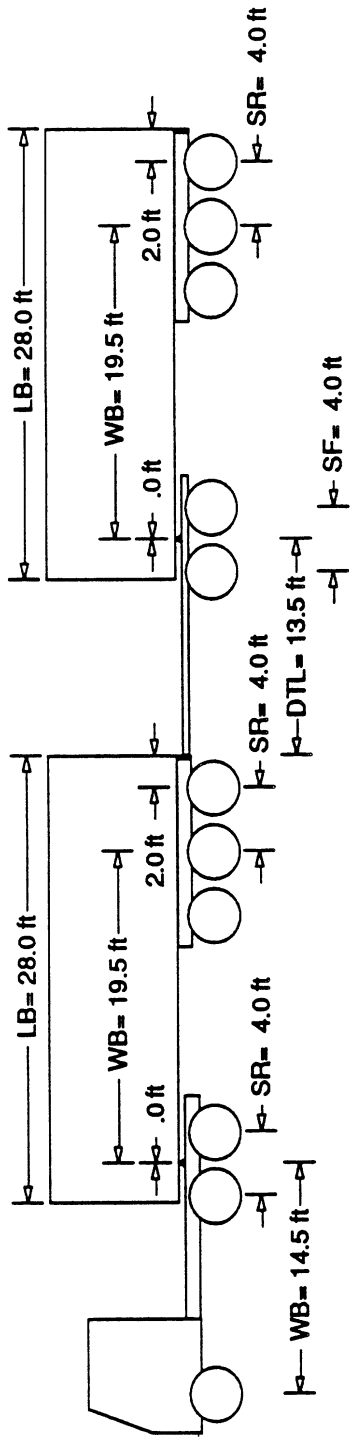 LB= 28.0 ft
LB= 28.0 ft
WB= 19.5 ft
WB= 19.5 ft
.0 ft
2.0 ft
.0 ft
2.0 ft
SR= 4.0 ft
SR= 4.0 ft
SR= 4.0 ft
WB= 14.5 ft
DTL= 13.5 ft
SF= 4.0 ft